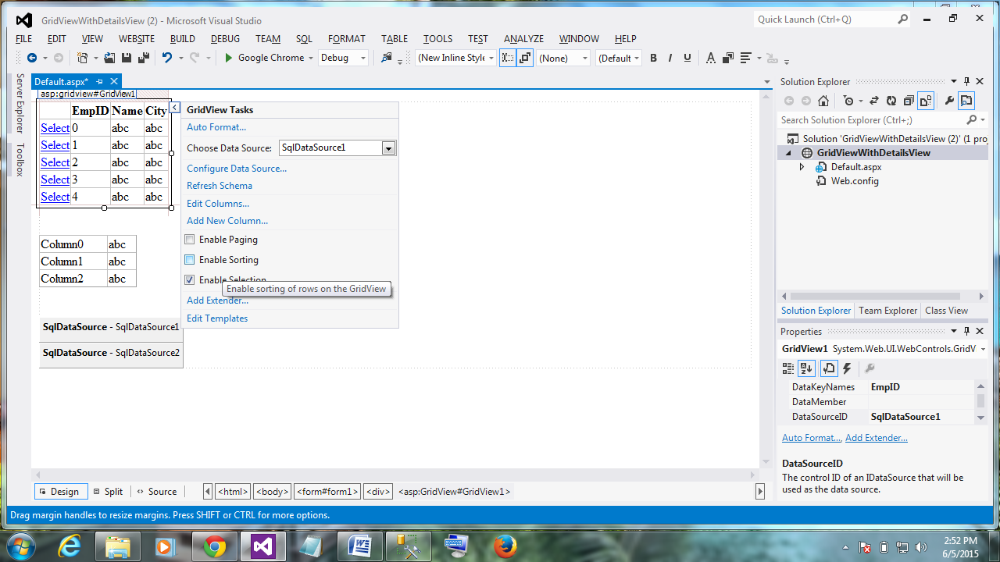 GridViewWithDetailsView (2) - Microsoft Visual Studio
Quick Launch (Ctrl+Q)
FILE EDIT VIEW WEBSITE BUILD DEBUG TEAM SQL FORMAT TABLE TOOLS TEST ANALYZE WINDOW HELP
Google Chrome Debug (New Inline Style (None) (Default B I U A
Server Explorer
Toolbox
Default.aspx*
asp:gridview#GridView1
EmpID Name City
Select 0 abc abc
Select 1 abc abc
Select 2 abc abc
Select 3 abc abc
Select 4 abc abc
Column0 abc
Column1 abc
Column2 abc
SqlDataSource - SqlDataSource1
SqlDataSource - SqlDataSource2
GridView Tasks
Auto Format...
Choose Data Source: SqlDataSource1
Configure Data Source...
Refresh Schema
Edit Columns...
Add New Column...
Enable Paging
Enable Sorting
Enable Selection
Enable sorting of rows on the GridView
Add Extender...
Edit Templates
Solution Explorer
Search Solution Explorer (Ctrl+;)
Solution 'GridViewWithDetailsView (2)' (1 proj
GridViewWithDetailsView
Default.aspx
Web.config
Solution Explorer Team Explorer Class View
Properties
GridView1 System.Web.UI.WebControls.GridV
DataKeyNames EmpID
DataMember
DataSourceID SqlDataSource1
Auto Format..., Add Extender...
DataSourceID
The control ID of an IDataSource that will be
used as the data source.
Design Split Source <html> <body> <form#form1> <div> <asp:GridView#GridView1>
Drag margin handles to resize margins. Press SHIFT or CTRL for more options.
2:52 PM
6/5/2015